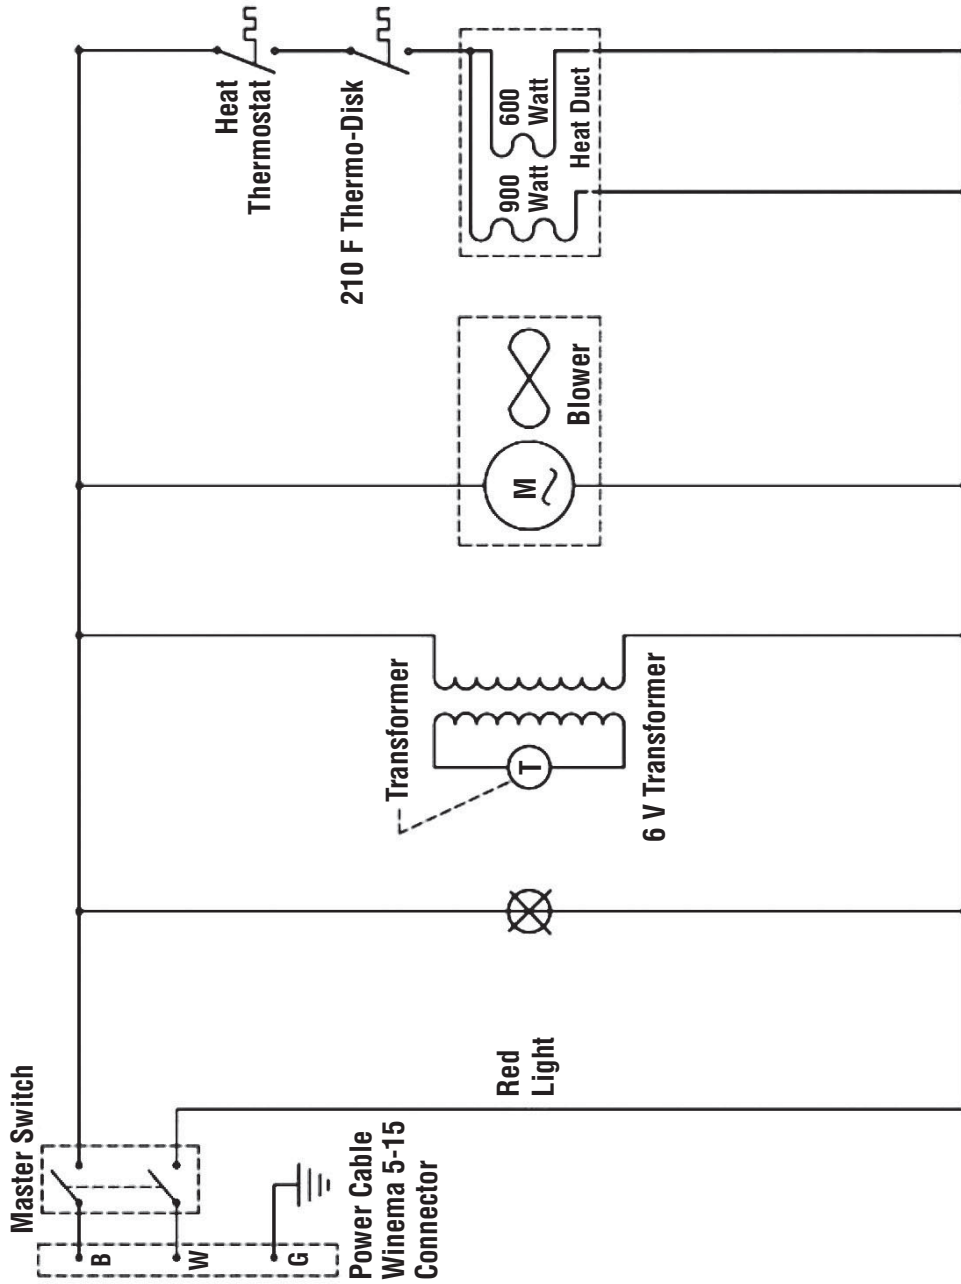 Master Switch
B
W
G
Power Cable
Winema 5-15
Connector
Red
Light
Transformer
T
6 V Transformer
M
Blower
Heat
Thermostat
210 F Thermo-Disk
900
Watt
600
Watt
Heat Duct